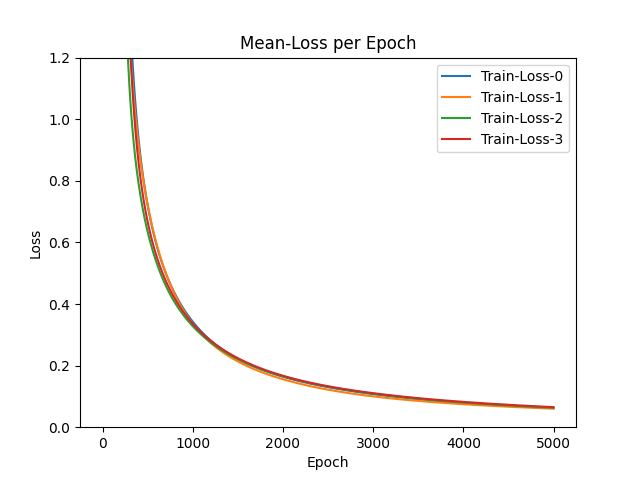 Mean-Loss per Epoch
1.2
1.0
0.8
0.6
0.4
0.2
0.0
Loss
Train-Loss-0
Train-Loss-1
Train-Loss-2
Train-Loss-3
0 1000 2000 3000 4000 5000
Epoch